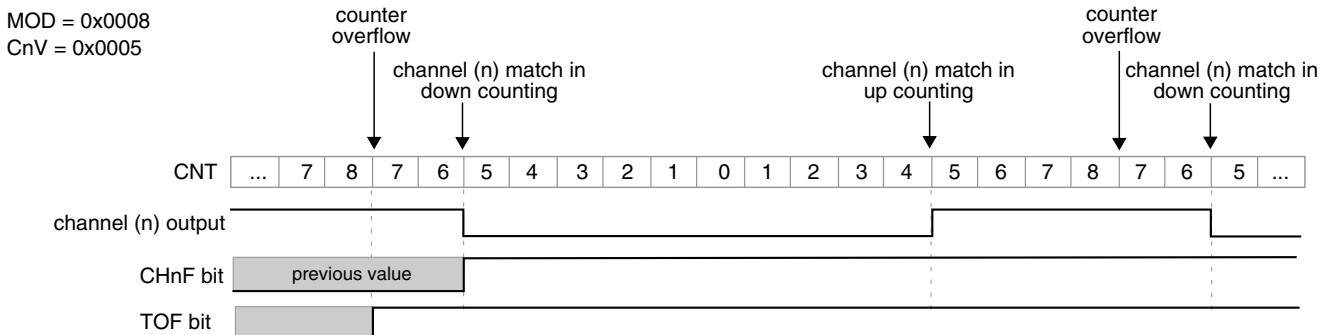 MOD = 0x0008
CnV = 0x0005
counter
overflow
channel (n) match in
down counting
channel (n) match in
up counting
counter
overflow
channel (n) match in
down counting
CNT ... 7 8 7 6 5 4 3 2 1 0 1 2 3 4 5 6 7 8 7 6 5 ...
channel (n) output
CHnF bit previous value
TOF bit